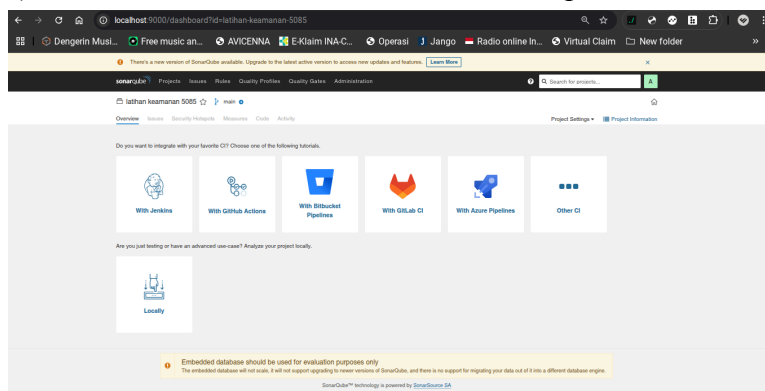 localhost:9000/dashboard?id=latihan-keamanan-5085
Dengerin Musi... Free music an... AVICENNA E-Klaim INA-C... Operasi Jango Radio online In... Virtual Claim New folder »
There's a new version of SonarQube available. Upgrade to the latest active version to access new updates and features. Learn More
sonarqube Projects Issues Rules Quality Profiles Quality Gates Administration Search for projects... A
latihan keamanan 5085 main
Overview Issues Security Hotspots Measures Code Activity Project Settings Project Information
Do you want to integrate with your favorite CI? Choose one of the following tutorials.
With Jenkins With GitHub Actions With Bitbucket Pipelines With GitLab CI With Azure Pipelines Other CI
Are you just testing or have an advanced use-case? Analyze your project locally.
Locally
Embedded database should be used for evaluation purposes only
The embedded database will not scale, it will not support upgrading to newer versions of SonarQube, and there is no support for migrating your data out of it into a different database engine.
SonarQube™ technology is powered by SonarSource SA